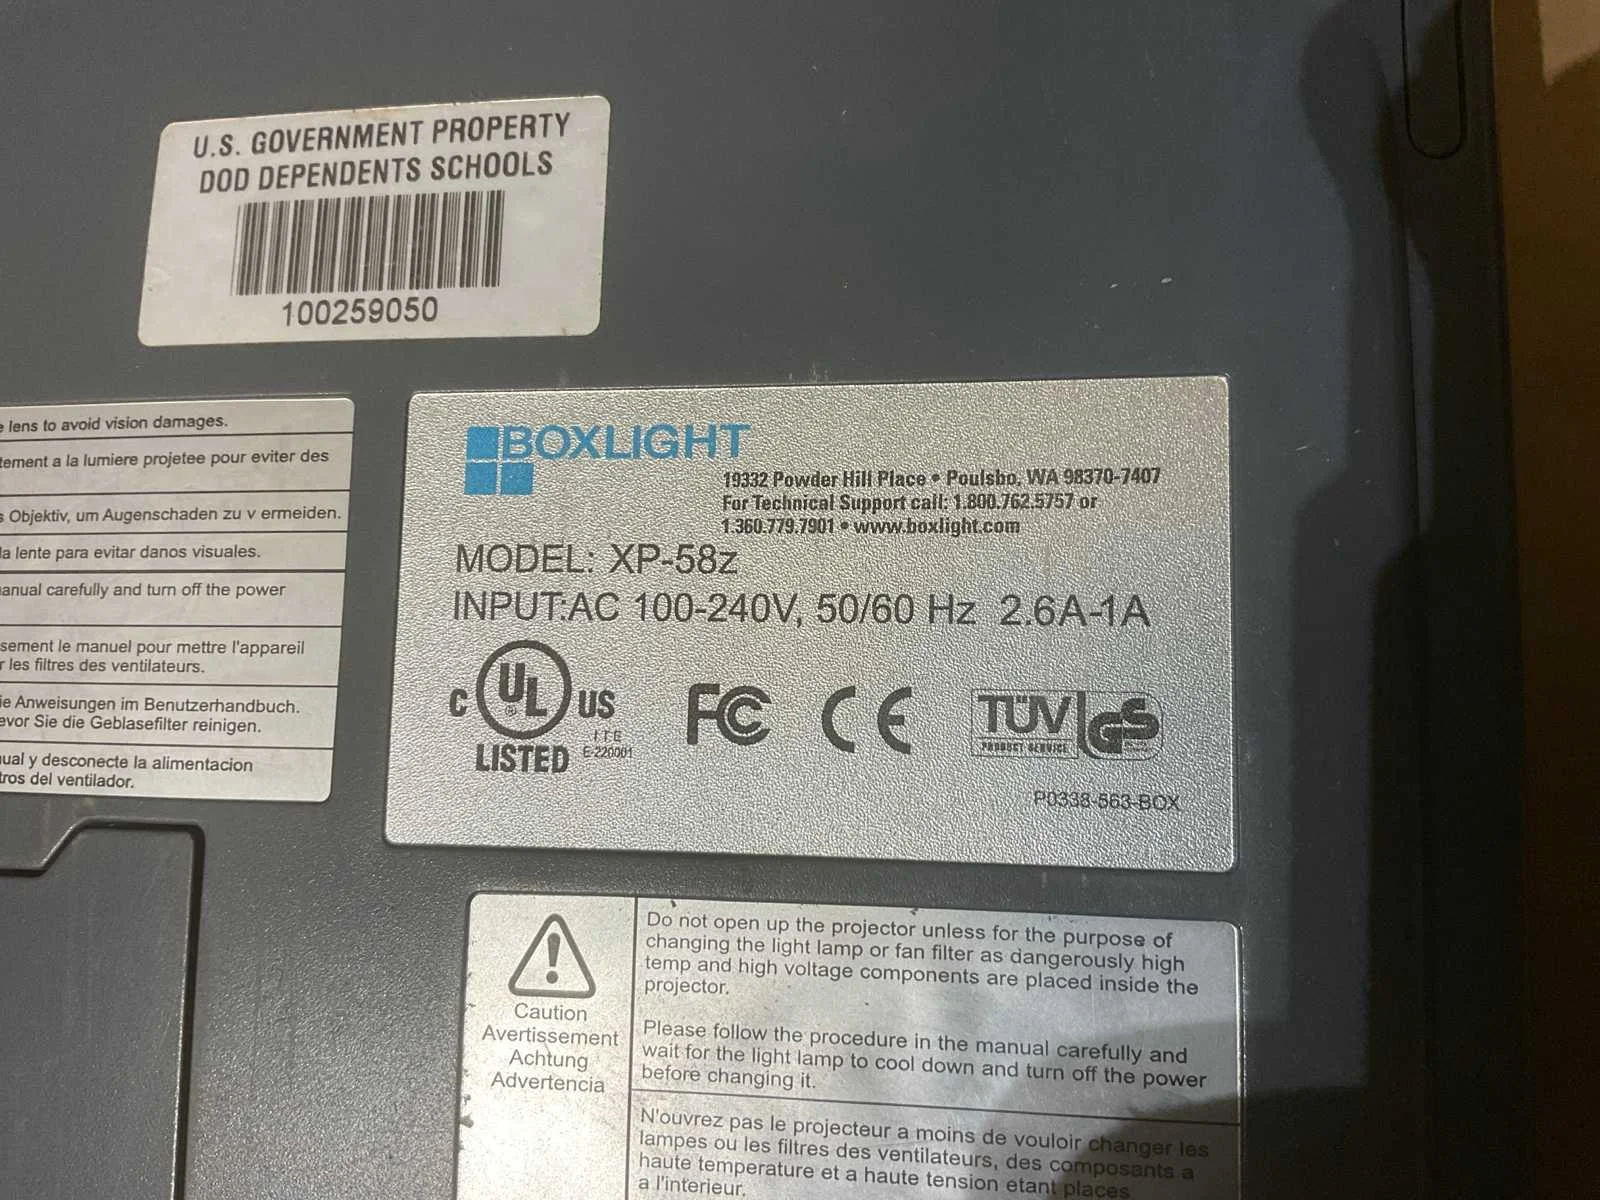 U.S. GOVERNMENT PROPERTY
DOD DEPENDENTS SCHOOLS
100259050
lens to avoid vision damages.
tement a la lumiere projetee pour eviter des
s Objektiv, um Augenschaden zu v ermeiden.
la lente para evitar danos visuales.
anual carefully and turn off the power
sement le manuel pour mettre l'appareil
r les filtres des ventilateurs.
ie Anweisungen im Benutzerhandbuch.
evor Sie die Geblasefilter reinigen.
ual y desconecte la alimentacion
tros del ventilador.
BOXLIGHT
19332 Powder Hill Place • Poulsbo, WA 98370-7407
For Technical Support call: 1.800.762.5757 or
1.360.779.7901 • www.boxlight.com
MODEL: XP-58z
INPUT:AC 100-240V, 50/60 Hz 2.6A-1A
C UL ® US
LISTED
I.T.E
E-220001
FC CE
TÜV GS
PRODUCT SERVICE
P0338-563-BOX
Caution
Avertissement
Achtung
Advertencia
Do not open up the projector unless for the purpose of
changing the light lamp or fan filter as dangerously high
temp and high voltage components are placed inside the
projector.
Please follow the procedure in the manual carefully and
wait for the light lamp to cool down and turn off the power
before changing it.
N'ouvrez pas le projecteur a moins de vouloir changer les
lampes ou les filtres des ventilateurs, des composants a
haute temperature et a haute tension etant places
a l'interieur.